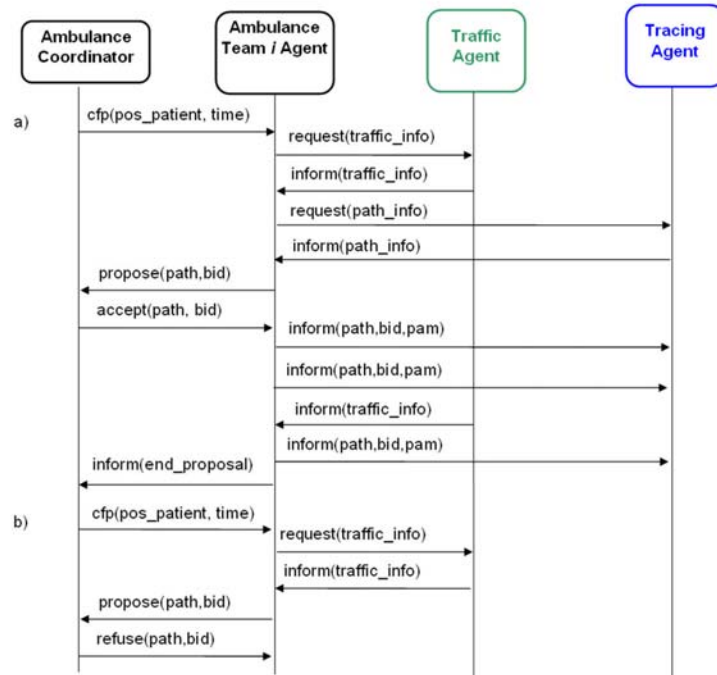 Ambulance
Coordinator
Ambulance
Team i Agent
Traffic
Agent
Tracing
Agent
a)
cfp(pos_patient, time)
request(traffic_info)
inform(traffic_info)
request(path_info)
inform(path_info)
propose(path,bid)
accept(path, bid)
inform(path,bid,pam)
inform(path,bid,pam)
inform(traffic_info)
inform(path,bid,pam)
inform(end_proposal)
b)
cfp(pos_patient, time)
request(traffic_info)
inform(traffic_info)
propose(path,bid)
refuse(path,bid)